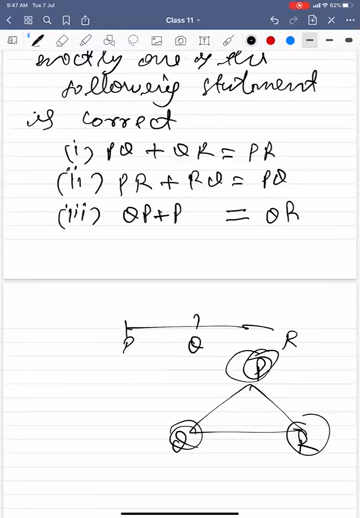 9:47 AM Tue 7 Jul
Class 11
exactly one of the
following statement
is correct
(i) PQ + QR = PR
(ii) PR + RQ = PQ
(iii) QP + P = QR
P Q R
P
Q R